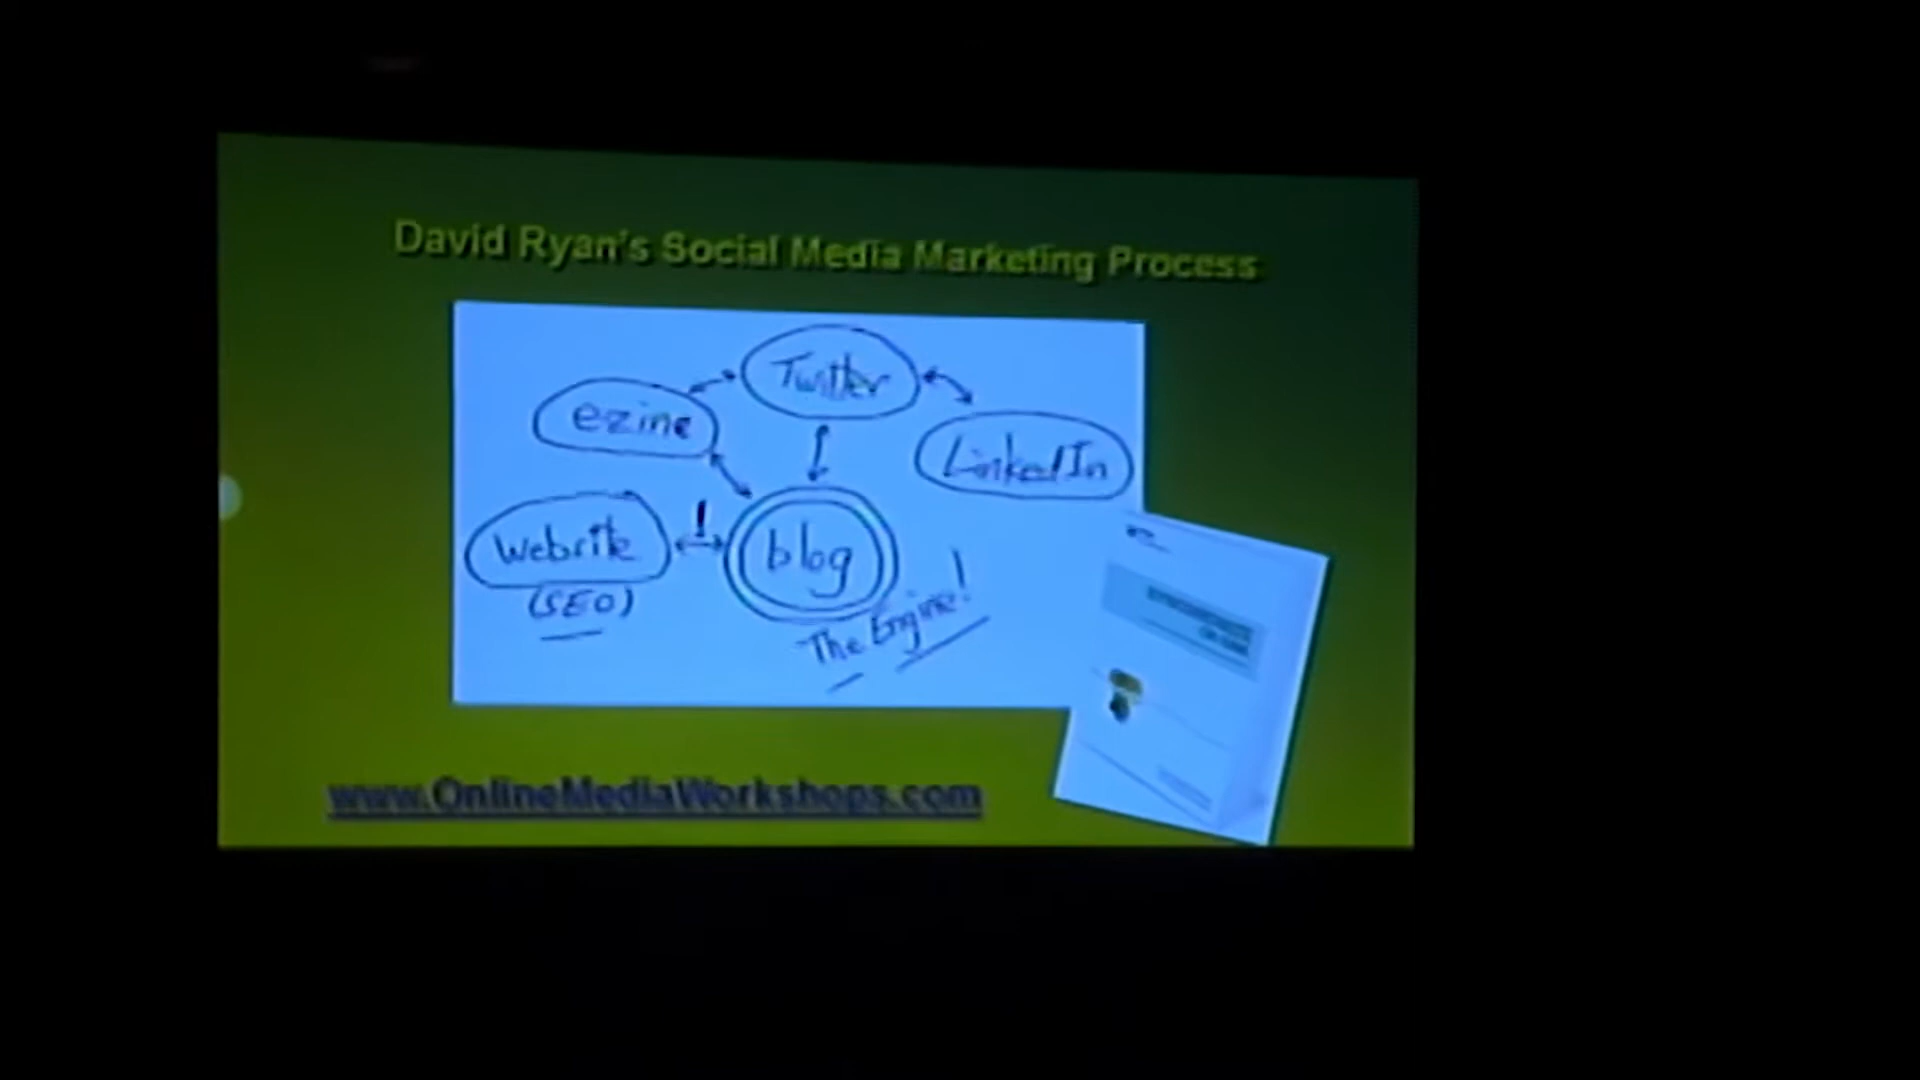 David Ryan's Social Media Marketing Process
Twitter
ezine
LinkedIn
!
website
blog
(SEO)
The Engine!
www.OnlineMediaWorkshops.com